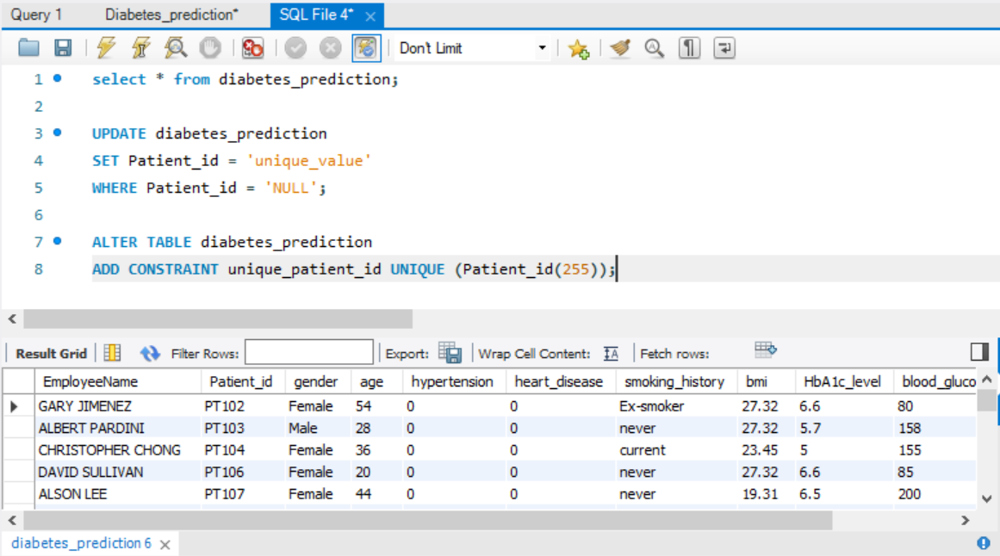 Query 1 Diabetes_prediction* SQL File 4* ×
Don't Limit
1 select * from diabetes_prediction;
2
3 UPDATE diabetes_prediction
4 SET Patient_id = 'unique_value'
5 WHERE Patient_id = 'NULL';
6
7 ALTER TABLE diabetes_prediction
8 ADD CONSTRAINT unique_patient_id UNIQUE (Patient_id(255));
Result Grid Filter Rows: Export: Wrap Cell Content: Fetch rows:
EmployeeName Patient_id gender age hypertension heart_disease smoking_history bmi HbA1c_level blood_gluco
GARY JIMENEZ PT102 Female 54 0 0 Ex-smoker 27.32 6.6 80
ALBERT PARDINI PT103 Male 28 0 0 never 27.32 5.7 158
CHRISTOPHER CHONG PT104 Female 36 0 0 current 23.45 5 155
DAVID SULLIVAN PT106 Female 20 0 0 never 27.32 6.6 85
ALSON LEE PT107 Female 44 0 0 never 19.31 6.5 200
diabetes_prediction 6 ×